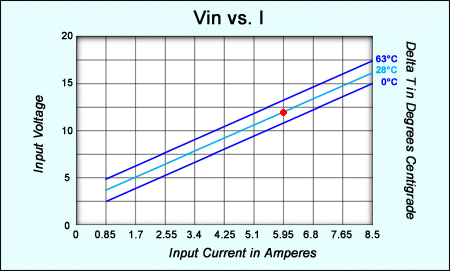 Vin vs. I
20
15
10
5
0
Input Voltage
63°C
28°C
0°C
Delta T in Degrees Centigrade
0 0.85 1.7 2.55 3.4 4.25 5.1 5.95 6.8 7.65 8.5
Input Current in Amperes